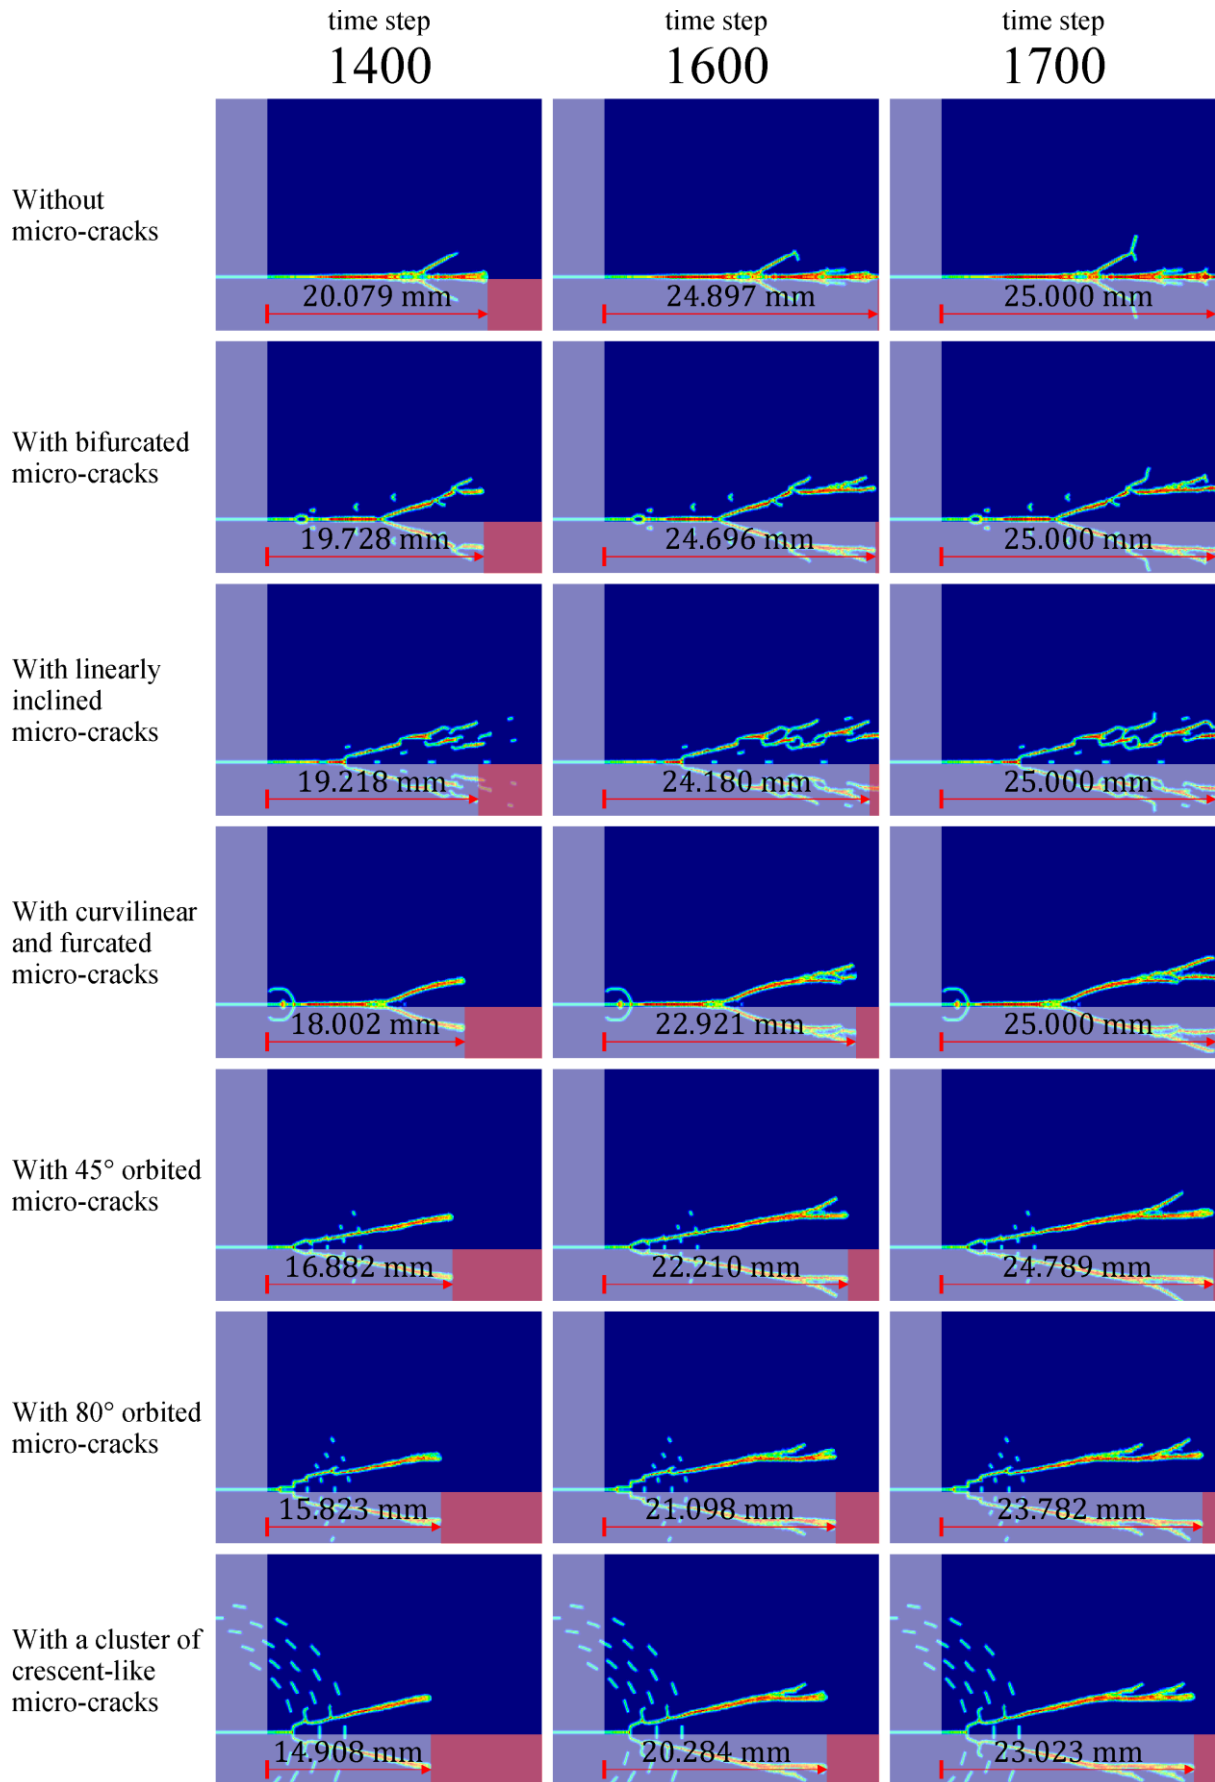 time step
1400
time step
1600
time step
1700
Without
micro-cracks
20.079 mm
24.897 mm
25.000 mm
With bifurcated
micro-cracks
19.728 mm
24.696 mm
25.000 mm
With linearly
inclined
micro-cracks
19.218 mm
24.180 mm
25.000 mm
With curvilinear
and furcated
micro-cracks
18.002 mm
22.921 mm
25.000 mm
With 45° orbited
micro-cracks
16.882 mm
22.210 mm
24.789 mm
With 80° orbited
micro-cracks
15.823 mm
21.098 mm
23.782 mm
With a cluster of
crescent-like
micro-cracks
14.908 mm
20.284 mm
23.023 mm